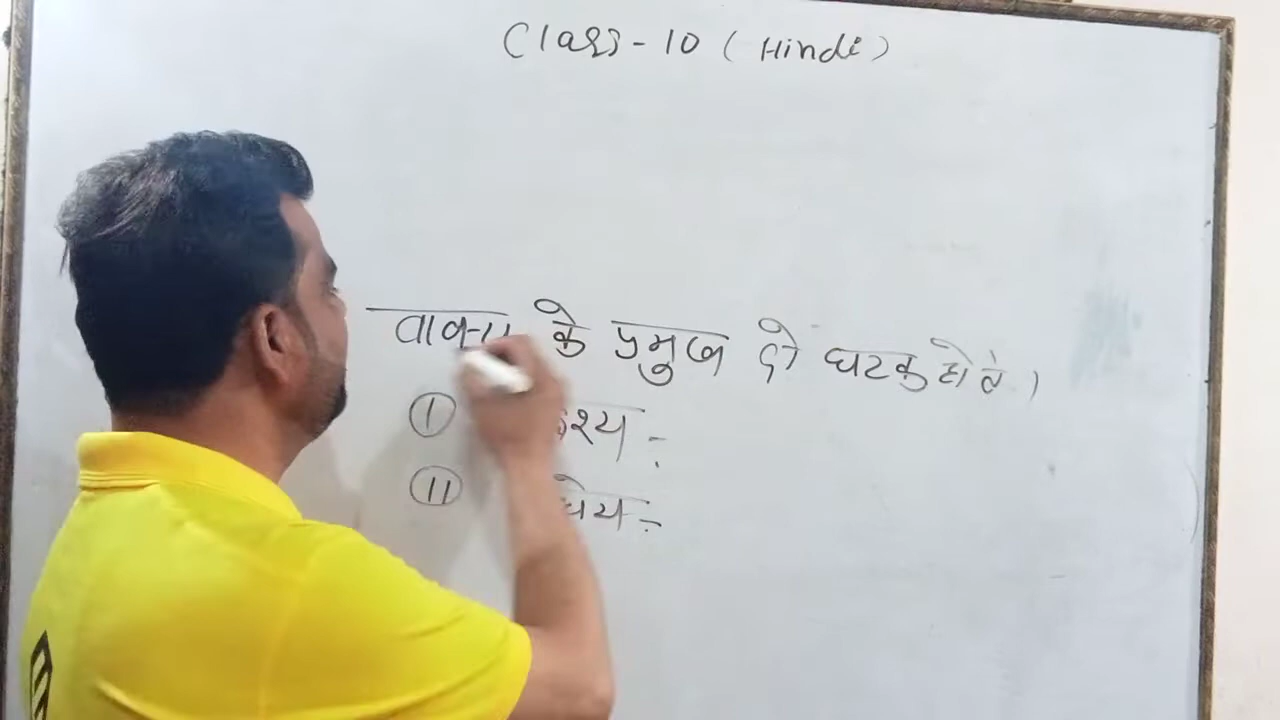 Class - 10 (Hindi)
वाक्य के प्रमुख दो घटक होते ।
(I) श्य :-
(II) धेय :-